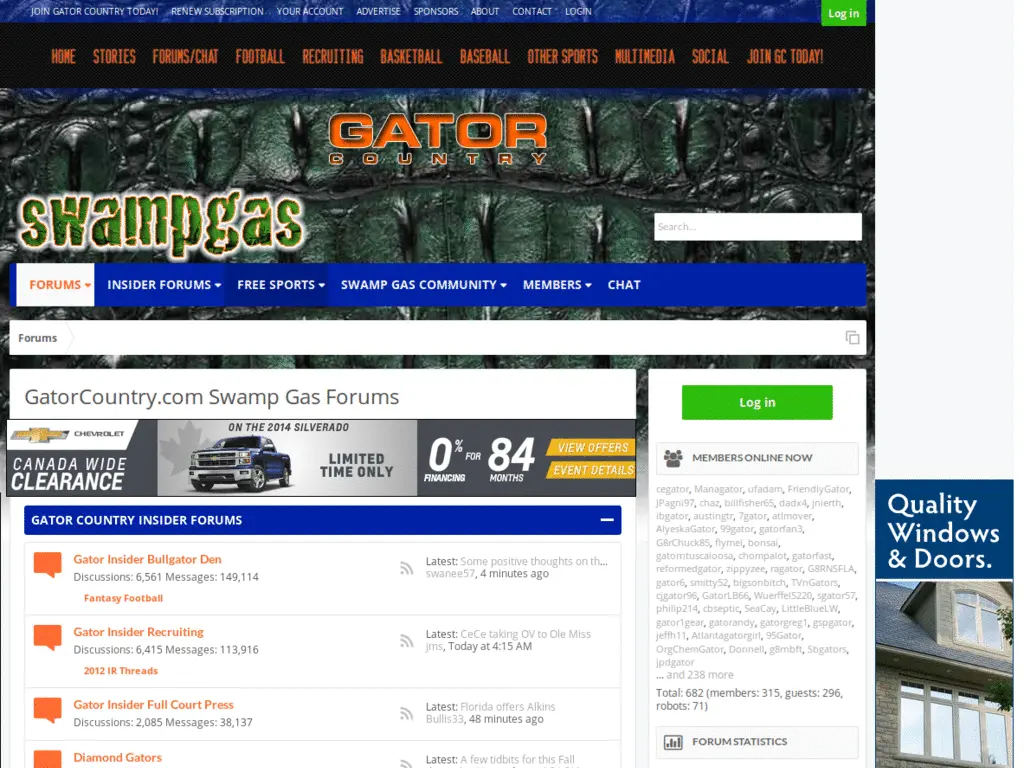 JOIN GATOR COUNTRY TODAY! RENEW SUBSCRIPTION YOUR ACCOUNT ADVERTISE SPONSORS ABOUT CONTACT LOGIN
Log in
HOME STORIES FORUMS/CHAT FOOTBALL RECRUITING BASKETBALL BASEBALL OTHER SPORTS MULTIMEDIA SOCIAL JOIN GC TODAY!
GATOR
COUNTRY
swampgas
Search...
FORUMS INSIDER FORUMS FREE SPORTS SWAMP GAS COMMUNITY MEMBERS CHAT
Forums
GatorCountry.com Swamp Gas Forums
CHEVROLET
CANADA WIDE
CLEARANCE
ON THE 2014 SILVERADO
LIMITED
TIME ONLY
0% FOR 84
FINANCING MONTHS
VIEW OFFERS
EVENT DETAILS
GATOR COUNTRY INSIDER FORUMS
Gator Insider Bullgator Den
Discussions: 6,561 Messages: 149,114
Fantasy Football
Latest: Some positive thoughts on th...
swanee57, 4 minutes ago
Gator Insider Recruiting
Discussions: 6,415 Messages: 113,916
2012 IR Threads
Latest: CeCe taking OV to Ole Miss
jms, Today at 4:15 AM
Gator Insider Full Court Press
Discussions: 2,085 Messages: 38,137
Latest: Florida offers Alkins
Bullis33, 48 minutes ago
Diamond Gators
Latest: A few tidbits for this Fall
Log in
MEMBERS ONLINE NOW
cegator, Managator, ufadam, FriendlyGator,
JPagni97, chaz, billfisher65, dadx4, jnierth,
ibgator, austingtr, 7gator, atlmover,
AlyeskaGator, 99gator, gatorfan3,
G8rChuck85, flymel, bonsai,
gatomtuscaloosa, chompalot, gatorfast,
reformedgator, zippyzee, ragator, G8RNSFLA,
gator6, smitty52, bigsonbitch, TVnGators,
cjgator96, GatorLB66, WuerffelS220, sgator57,
philip214, cbseptic, SeaCay, LittleBlueLW,
gator1gear, gatorandy, gatorgreg1, gspgator,
jeffh11, Atlantagatorgirl, 95Gator,
OrgChemGator, Donnell, g8mbft, Sbgators,
jpdgator
... and 238 more
Total: 682 (members: 315, guests: 296,
robots: 71)
FORUM STATISTICS
Quality
Windows
& Doors.